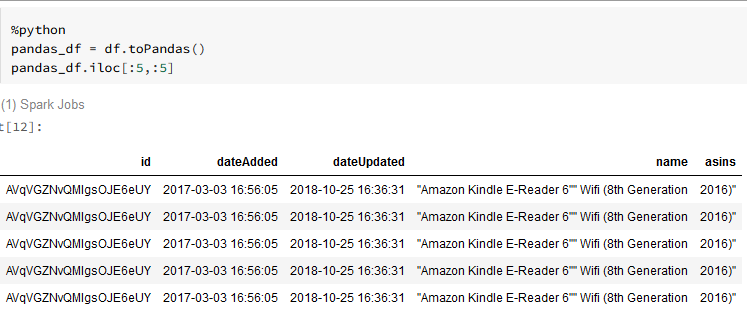 %python
pandas_df = df.toPandas()
pandas_df.iloc[:5,:5]
(1) Spark Jobs
t[12]:
id dateAdded dateUpdated name asins
AVqVGZNvQMlgsOJE6eUY 2017-03-03 16:56:05 2018-10-25 16:36:31 "Amazon Kindle E-Reader 6"" Wifi (8th Generation 2016)"
AVqVGZNvQMlgsOJE6eUY 2017-03-03 16:56:05 2018-10-25 16:36:31 "Amazon Kindle E-Reader 6"" Wifi (8th Generation 2016)"
AVqVGZNvQMlgsOJE6eUY 2017-03-03 16:56:05 2018-10-25 16:36:31 "Amazon Kindle E-Reader 6"" Wifi (8th Generation 2016)"
AVqVGZNvQMlgsOJE6eUY 2017-03-03 16:56:05 2018-10-25 16:36:31 "Amazon Kindle E-Reader 6"" Wifi (8th Generation 2016)"
AVqVGZNvQMlgsOJE6eUY 2017-03-03 16:56:05 2018-10-25 16:36:31 "Amazon Kindle E-Reader 6"" Wifi (8th Generation 2016)"